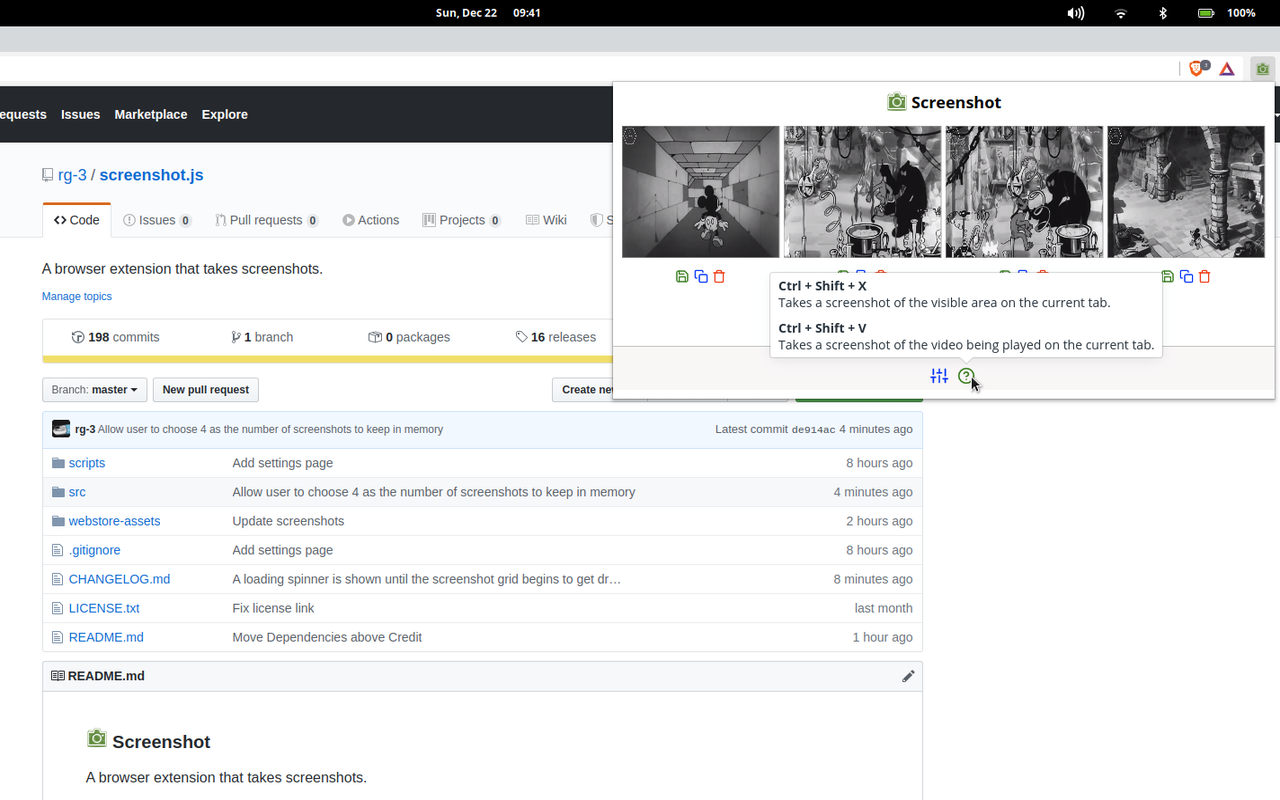 Sun, Dec 22 09:41
100%
3
equests Issues Marketplace Explore
Screenshot
rg-3 / screenshot.js
Code Issues 0 Pull requests 0 Actions Projects 0 Wiki S
A browser extension that takes screenshots.
Manage topics
Ctrl + Shift + X
Takes a screenshot of the visible area on the current tab.
Ctrl + Shift + V
Takes a screenshot of the video being played on the current tab.
198 commits 1 branch 0 packages 16 releases
Branch: master New pull request Create new
rg-3 Allow user to choose 4 as the number of screenshots to keep in memory Latest commit de914ac 4 minutes ago
scripts Add settings page 8 hours ago
src Allow user to choose 4 as the number of screenshots to keep in memory 4 minutes ago
webstore-assets Update screenshots 2 hours ago
.gitignore Add settings page 8 hours ago
CHANGELOG.md A loading spinner is shown until the screenshot grid begins to get dr… 8 minutes ago
LICENSE.txt Fix license link last month
README.md Move Dependencies above Credit 1 hour ago
README.md
Screenshot
A browser extension that takes screenshots.